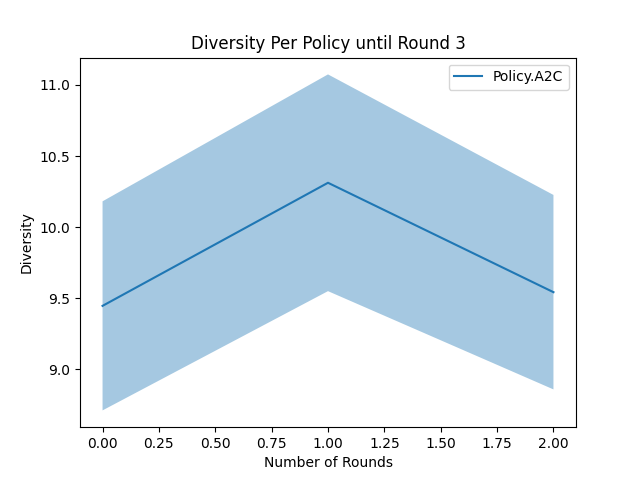 Diversity Per Policy until Round 3
Policy.A2C
11.0
10.5
10.0
9.5
9.0
Diversity
0.00 0.25 0.50 0.75 1.00 1.25 1.50 1.75 2.00
Number of Rounds